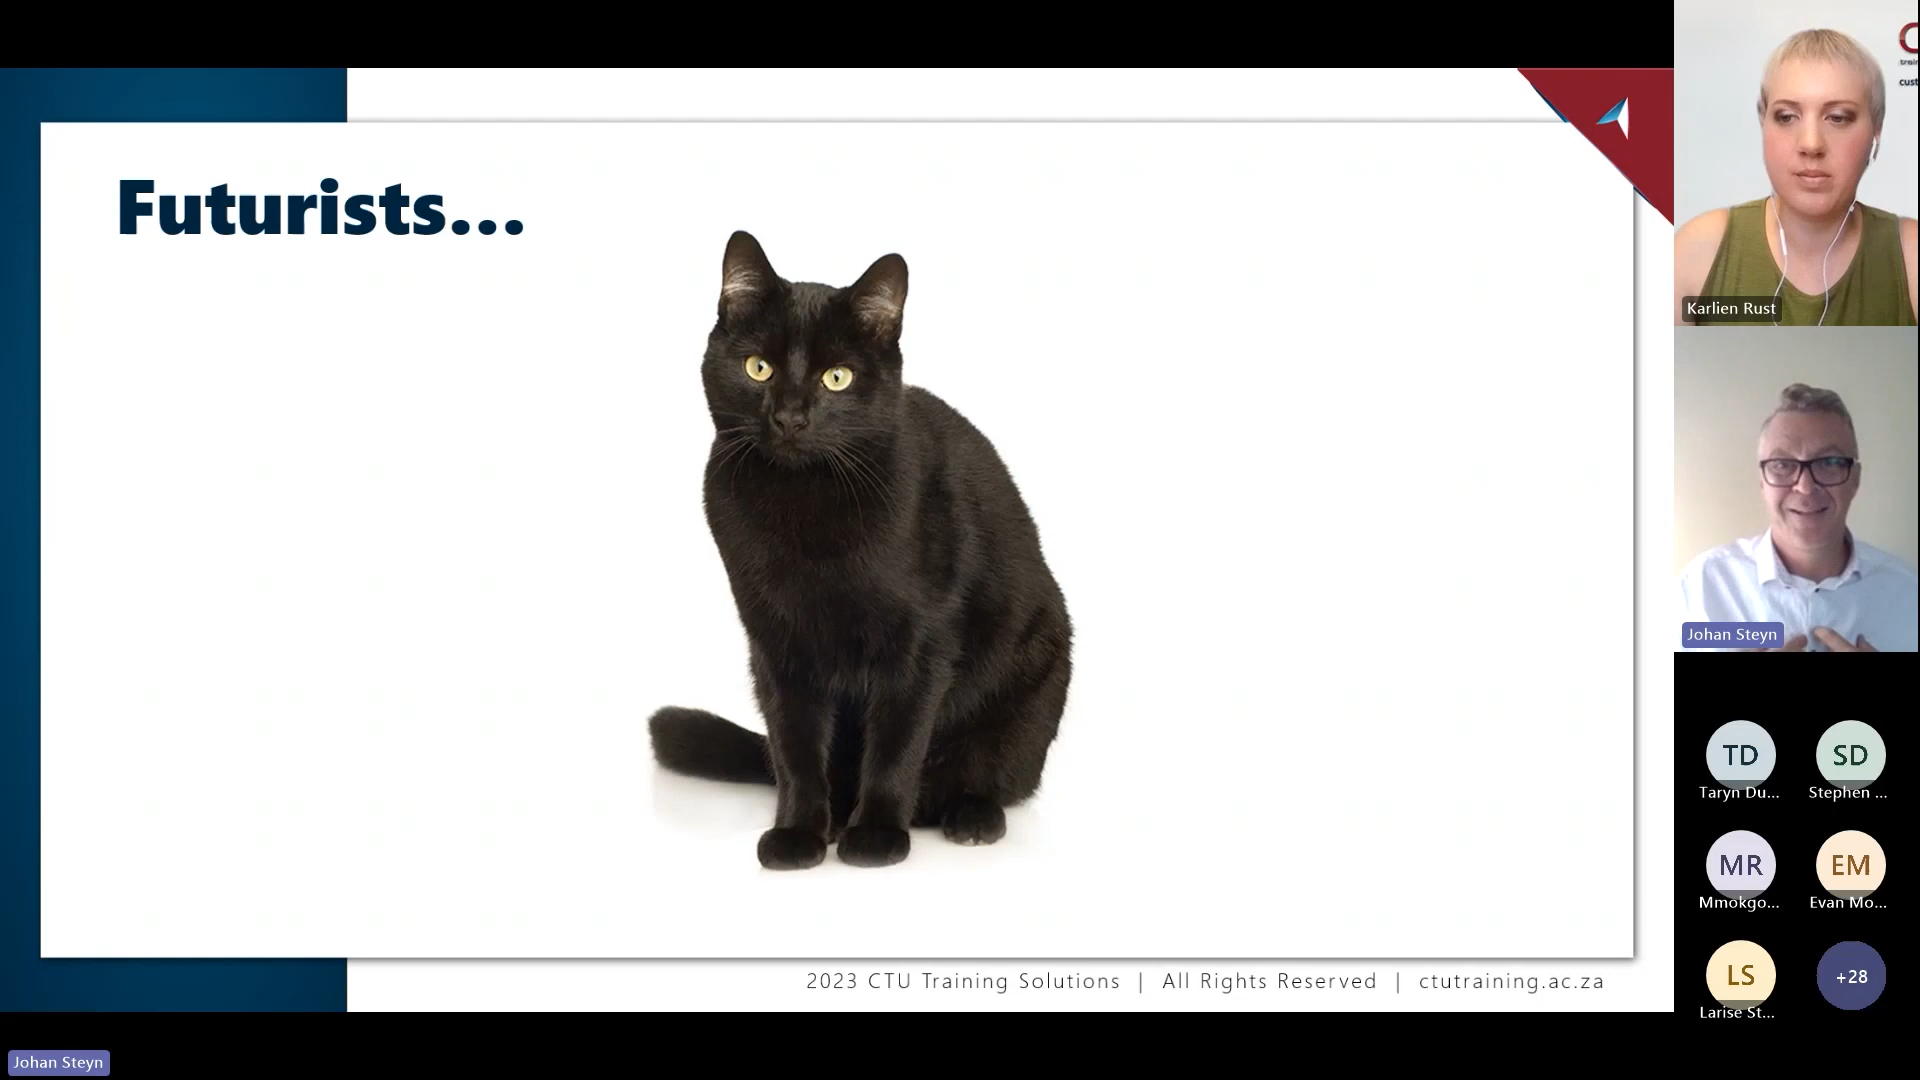 Futurists...
2023 CTU Training Solutions | All Rights Reserved | ctutraining.ac.za
Johan Steyn
cust
Karlien Rust
Johan Steyn
TD
SD
Taryn Du...
Stephen ...
MR
EM
Mmokgo...
Evan Mo...
LS
+28
Larise St...